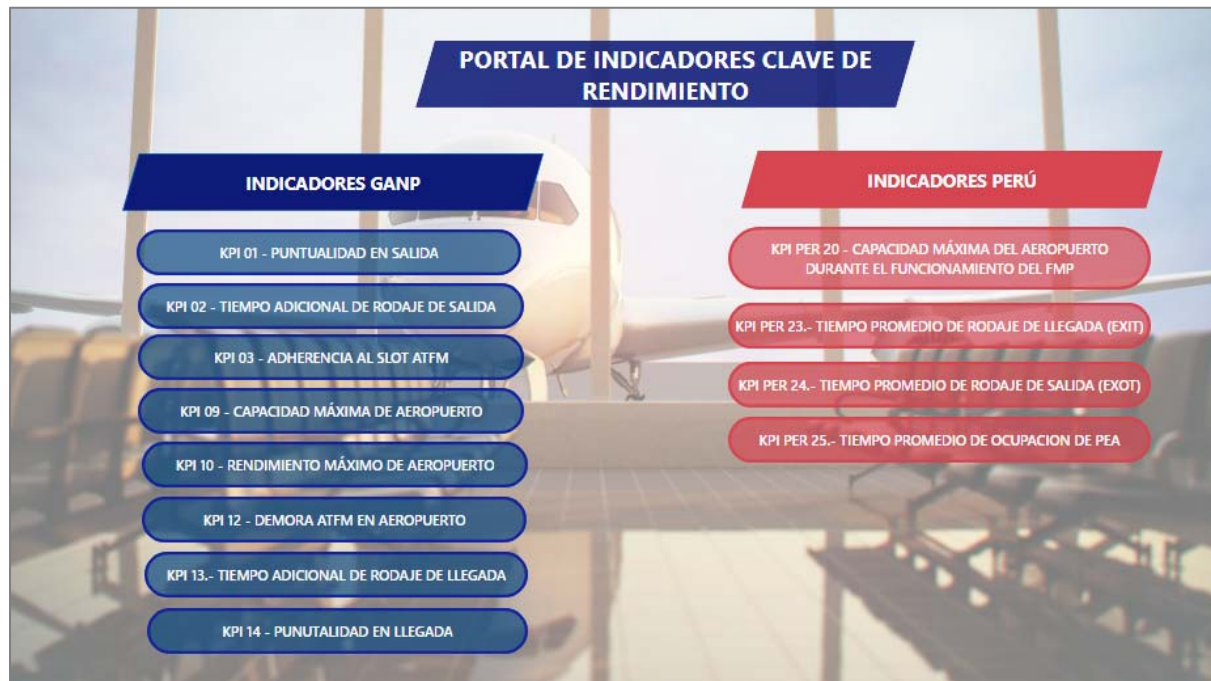 PORTAL DE INDICADORES CLAVE DE
RENDIMIENTO
INDICADORES GANP
KPI 01 - PUNTUALIDAD EN SALIDA
KPI 02 - TIEMPO ADICIONAL DE RODAJE DE SALIDA
KPI 03 - ADHERENCIA AL SLOT ATFM
KPI 09 - CAPACIDAD MÁXIMA DE AEROPUERTO
KPI 10 - RENDIMIENTO MÁXIMO DE AEROPUERTO
KPI 12 - DEMORA ATFM EN AEROPUERTO
KPI 13.- TIEMPO ADICIONAL DE RODAJE DE LLEGADA
KPI 14 - PUNUTALIDAD EN LLEGADA
INDICADORES PERÚ
KPI PER 20 - CAPACIDAD MÁXIMA DEL AEROPUERTO
DURANTE EL FUNCIONAMIENTO DEL FMP
KPI PER 23.- TIEMPO PROMEDIO DE RODAJE DE LLEGADA (EXIT)
KPI PER 24.- TIEMPO PROMEDIO DE RODAJE DE SALIDA (EXOT)
KPI PER 25.- TIEMPO PROMEDIO DE OCUPACION DE PEA